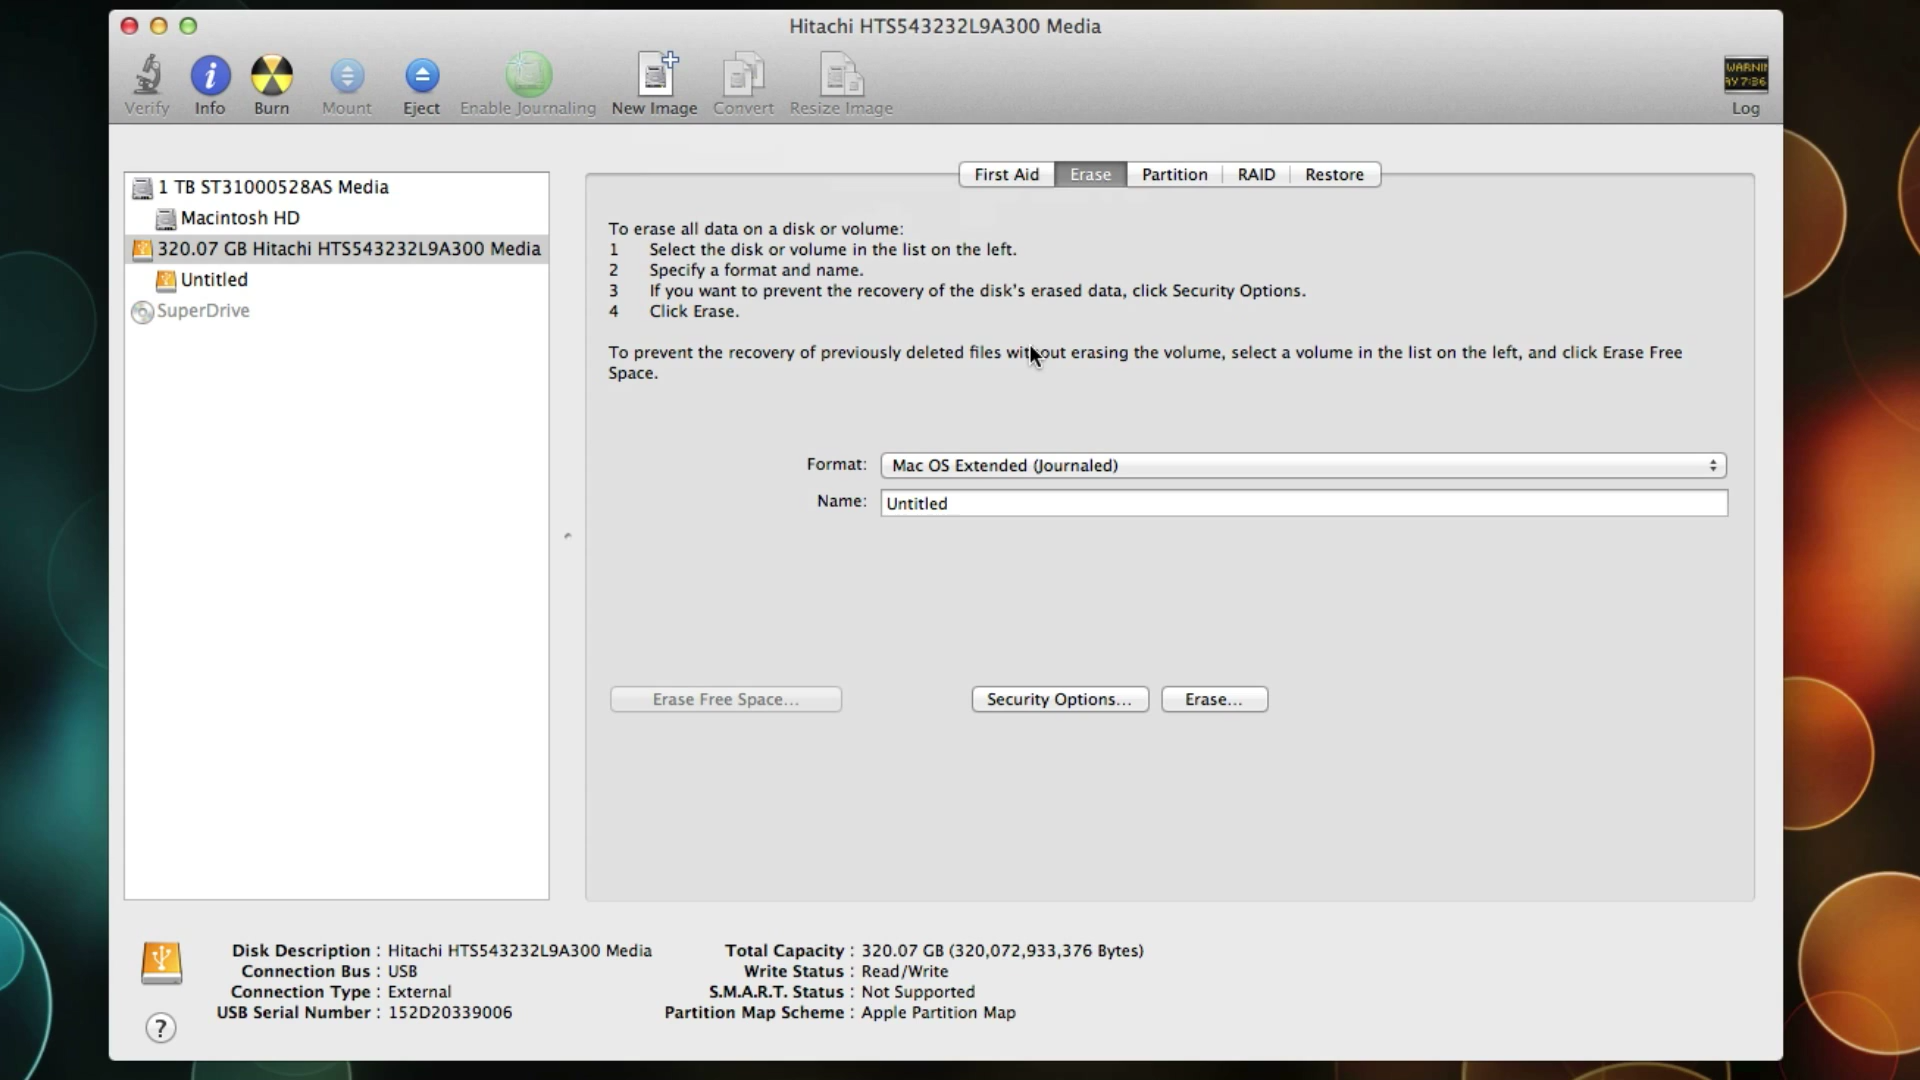 Hitachi HTS543232L9A300 Media
Verify
Info
Burn
Mount
Eject
Enable Journaling
New Image
Convert
Resize Image
WARNIN
AY 7:36
Log
1 TB ST31000528AS Media
Macintosh HD
320.07 GB Hitachi HTS543232L9A300 Media
Untitled
SuperDrive
First Aid
Erase
Partition
RAID
Restore
To erase all data on a disk or volume:
1 Select the disk or volume in the list on the left.
2 Specify a format and name.
3 If you want to prevent the recovery of the disk's erased data, click Security Options.
4 Click Erase.
To prevent the recovery of previously deleted files without erasing the volume, select a volume in the list on the left, and click Erase Free
Space.
Format: Mac OS Extended (Journaled)
Name: Untitled
Erase Free Space...
Security Options...
Erase...
Disk Description : Hitachi HTS543232L9A300 Media
Connection Bus : USB
Connection Type : External
USB Serial Number : 152D20339006
Total Capacity : 320.07 GB (320,072,933,376 Bytes)
Write Status : Read/Write
S.M.A.R.T. Status : Not Supported
Partition Map Scheme : Apple Partition Map
?